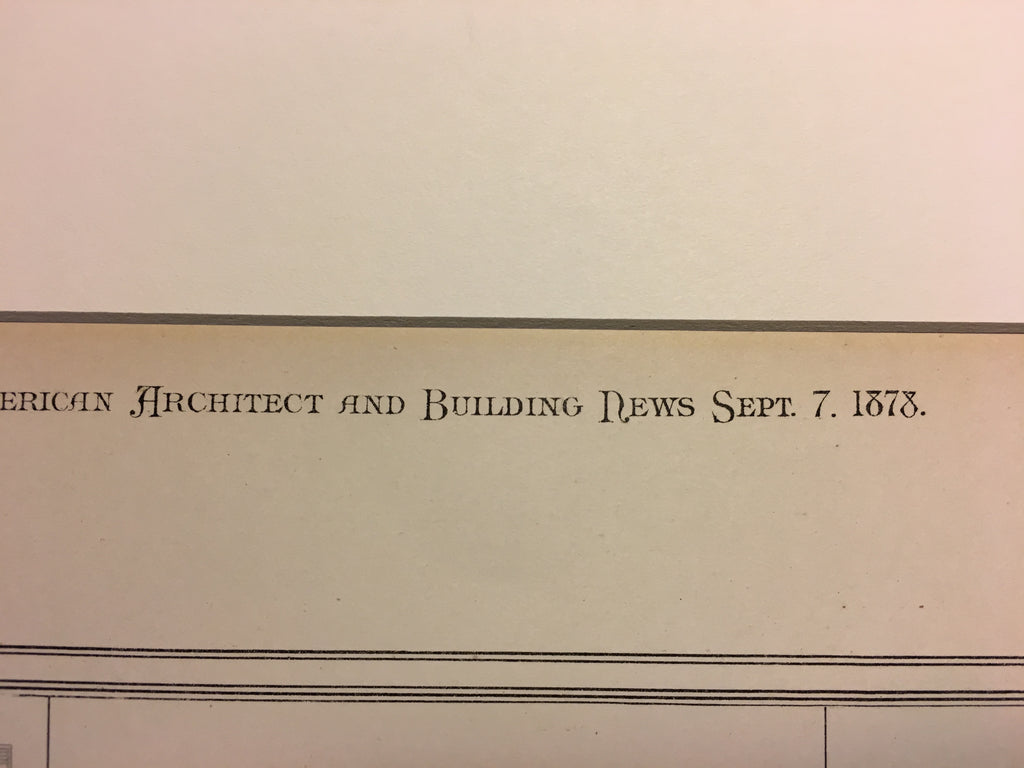 ERICAN ARCHITECT AND BUILDING NEWS SEPT. 7. 1878.